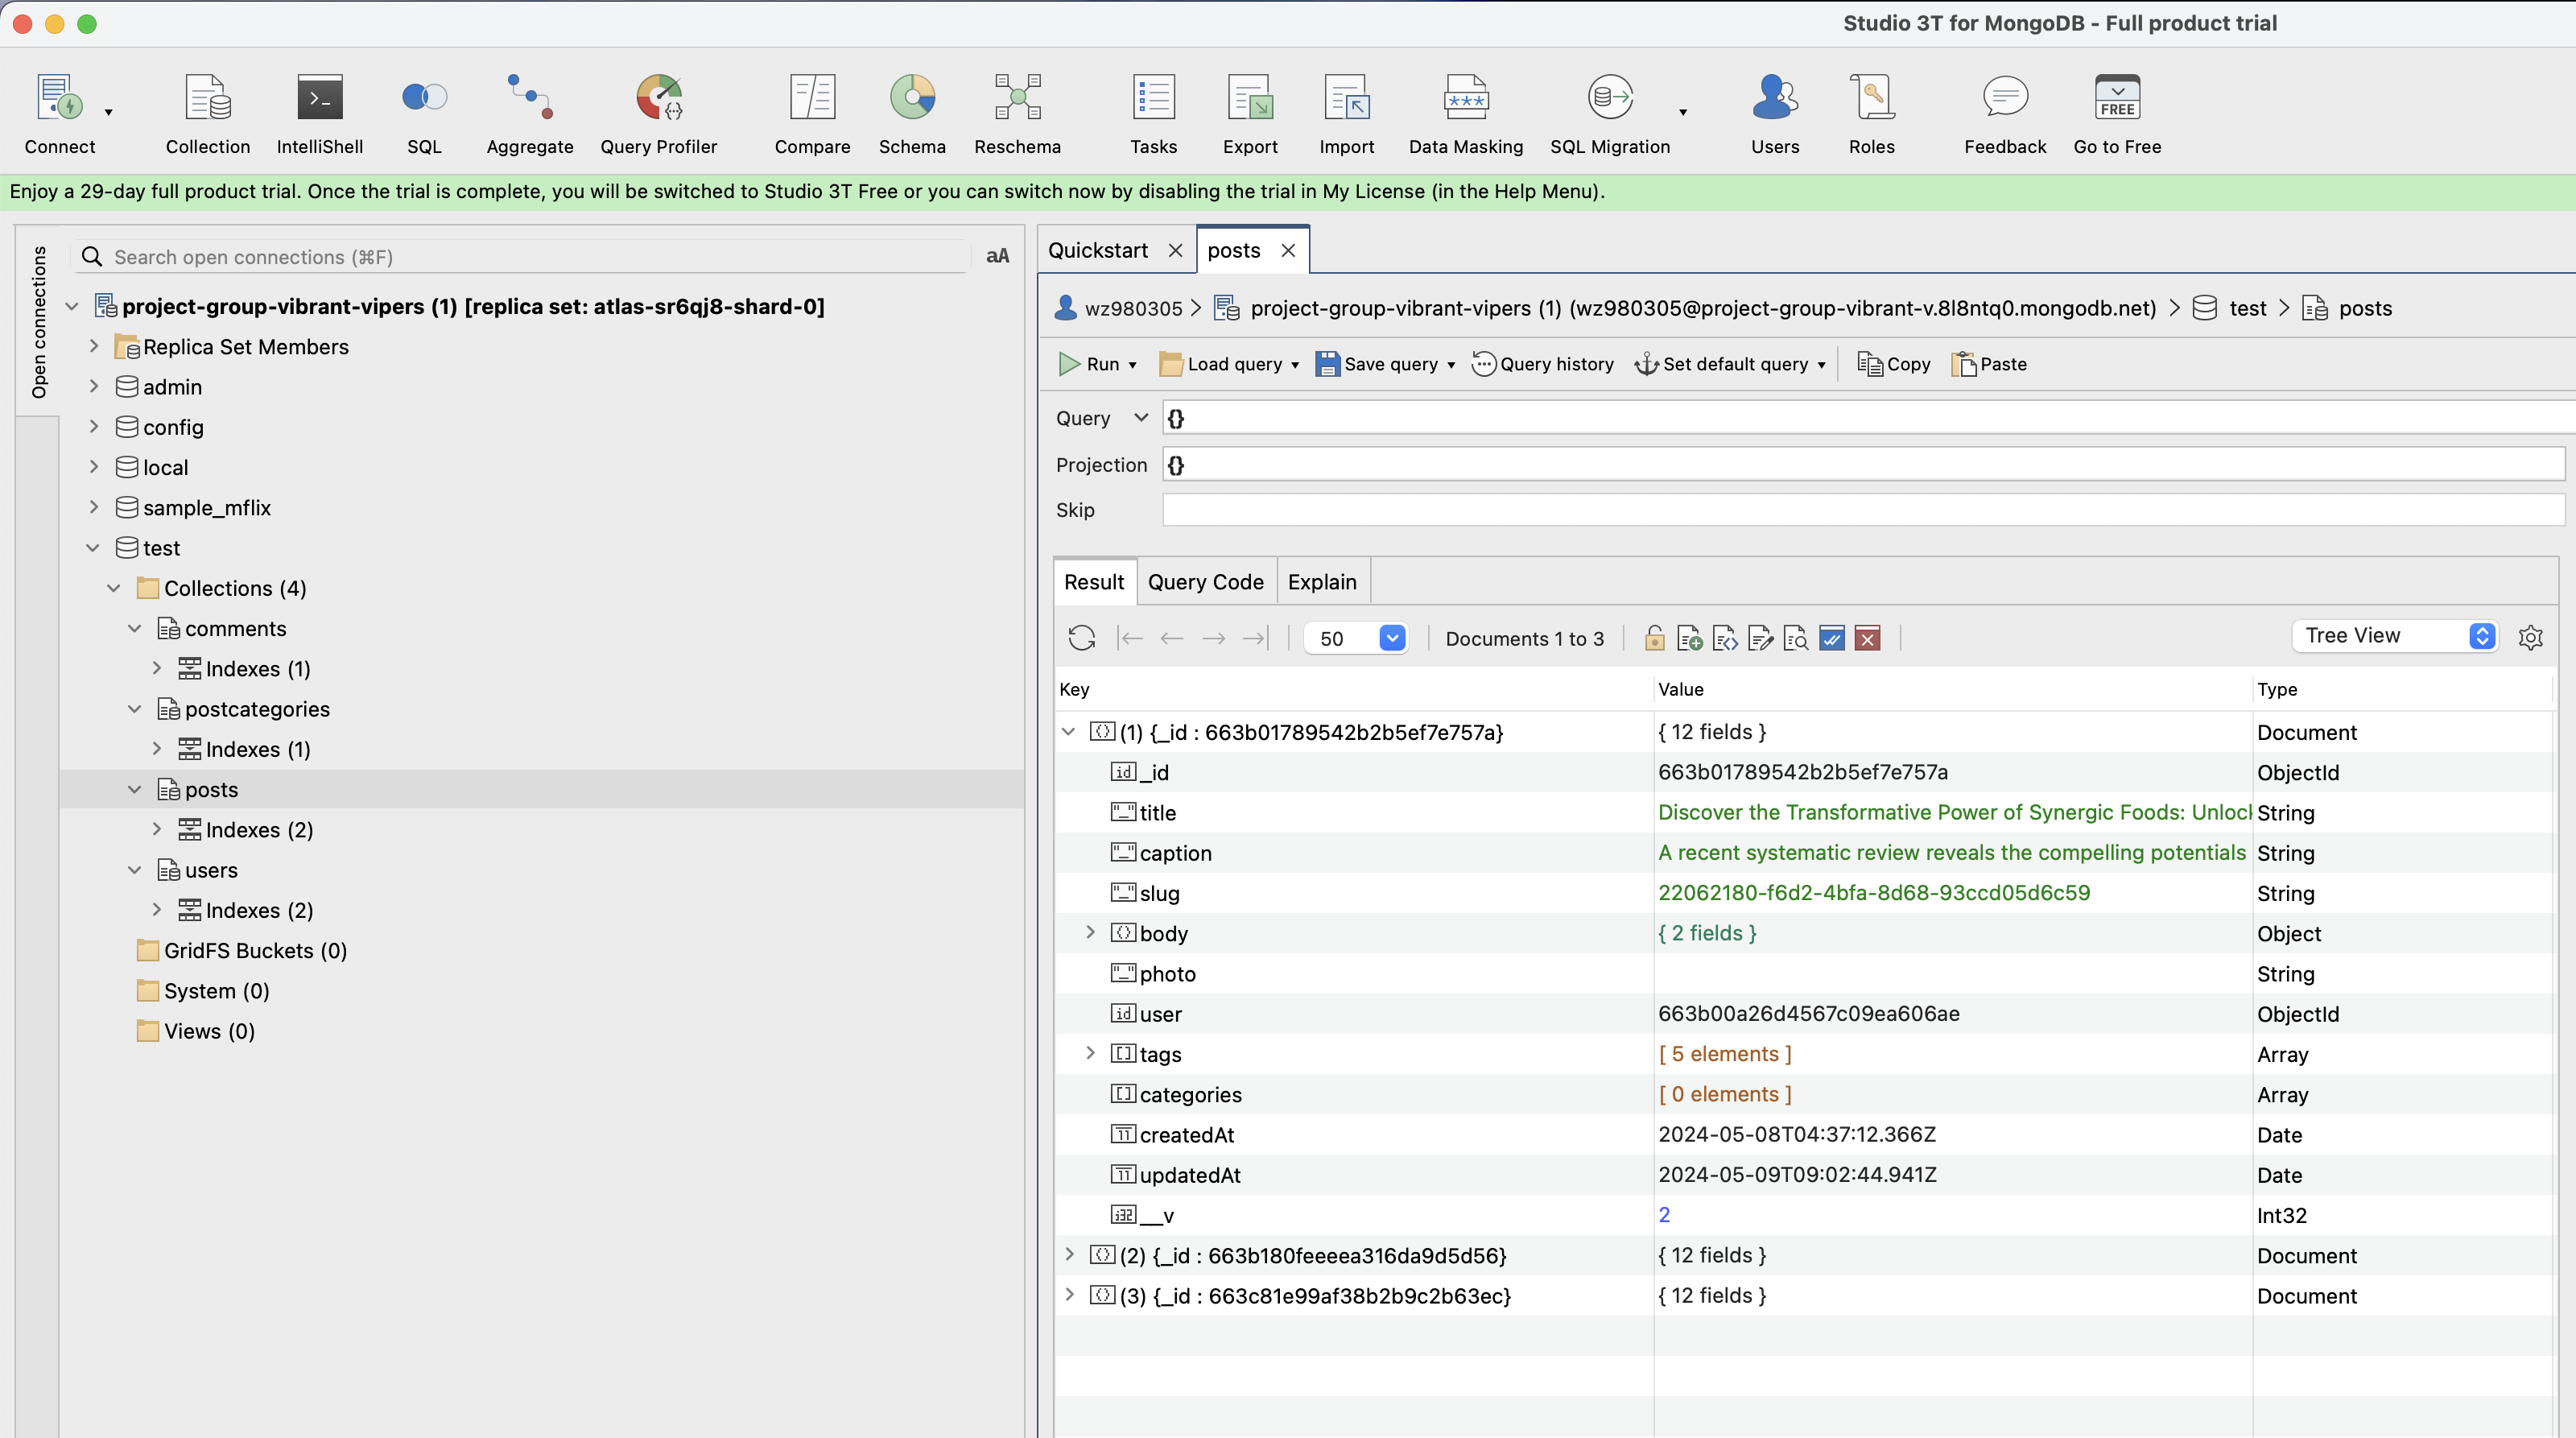 Studio 3T for MongoDB - Full product trial
Connect Collection IntelliShell SQL Aggregate Query Profiler Compare Schema Reschema Tasks Export Import Data Masking SQL Migration Users Roles Feedback FREE Go to Free
Enjoy a 29-day full product trial. Once the trial is complete, you will be switched to Studio 3T Free or you can switch now by disabling the trial in My License (in the Help Menu).
Open connections
Search open connections (⌘F) aA
project-group-vibrant-vipers (1) [replica set: atlas-sr6qj8-shard-0]
Replica Set Members
admin
config
local
sample_mflix
test
Collections (4)
comments
Indexes (1)
postcategories
Indexes (1)
posts
Indexes (2)
users
Indexes (2)
GridFS Buckets (0)
System (0)
Views (0)
Quickstart posts
wz980305 project-group-vibrant-vipers (1) (wz980305@project-group-vibrant-v.8l8ntq0.mongodb.net) test posts
Run Load query Save query Query history Set default query Copy Paste
Query {}
Projection {}
Skip
Result Query Code Explain
50 Documents 1 to 3 Tree View
Key Value Type
(1) {_id : 663b01789542b2b5ef7e757a} { 12 fields } Document
_id 663b01789542b2b5ef7e757a ObjectId
title Discover the Transformative Power of Synergic Foods: Unlock String
caption A recent systematic review reveals the compelling potentials String
slug 22062180-f6d2-4bfa-8d68-93ccd05d6c59 String
body { 2 fields } Object
photo String
user 663b00a26d4567c09ea606ae ObjectId
tags [ 5 elements ] Array
categories [ 0 elements ] Array
createdAt 2024-05-08T04:37:12.366Z Date
updatedAt 2024-05-09T09:02:44.941Z Date
__v 2 Int32
(2) {_id : 663b180feeeea316da9d5d56} { 12 fields } Document
(3) {_id : 663c81e99af38b2b9c2b63ec} { 12 fields } Document